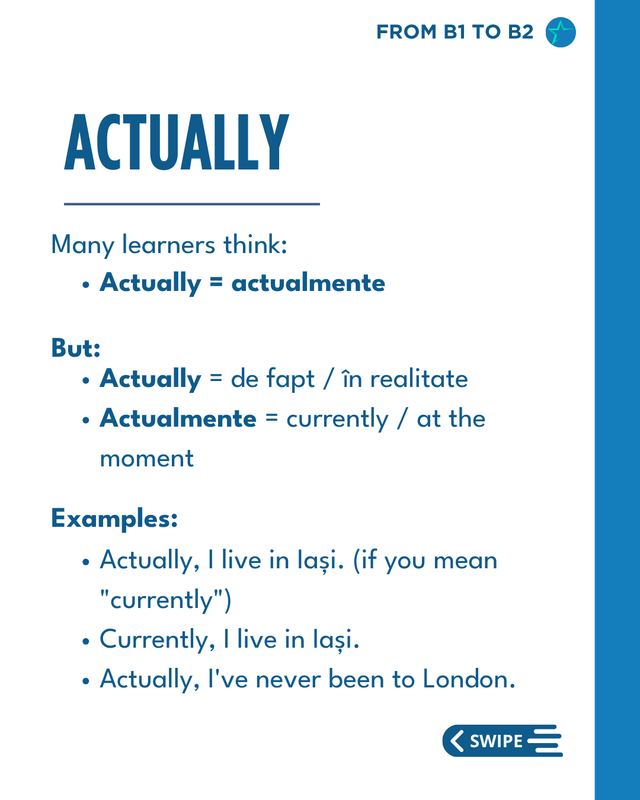 FROM B1 TO B2
ACTUALLY
Many learners think:
• Actually = actualmente
But:
• Actually = de fapt / în realitate
• Actualmente = currently / at the
moment
Examples:
• Actually, I live in Iași. (if you mean
"currently")
• Currently, I live in Iași.
• Actually, I've never been to London.
SWIPE